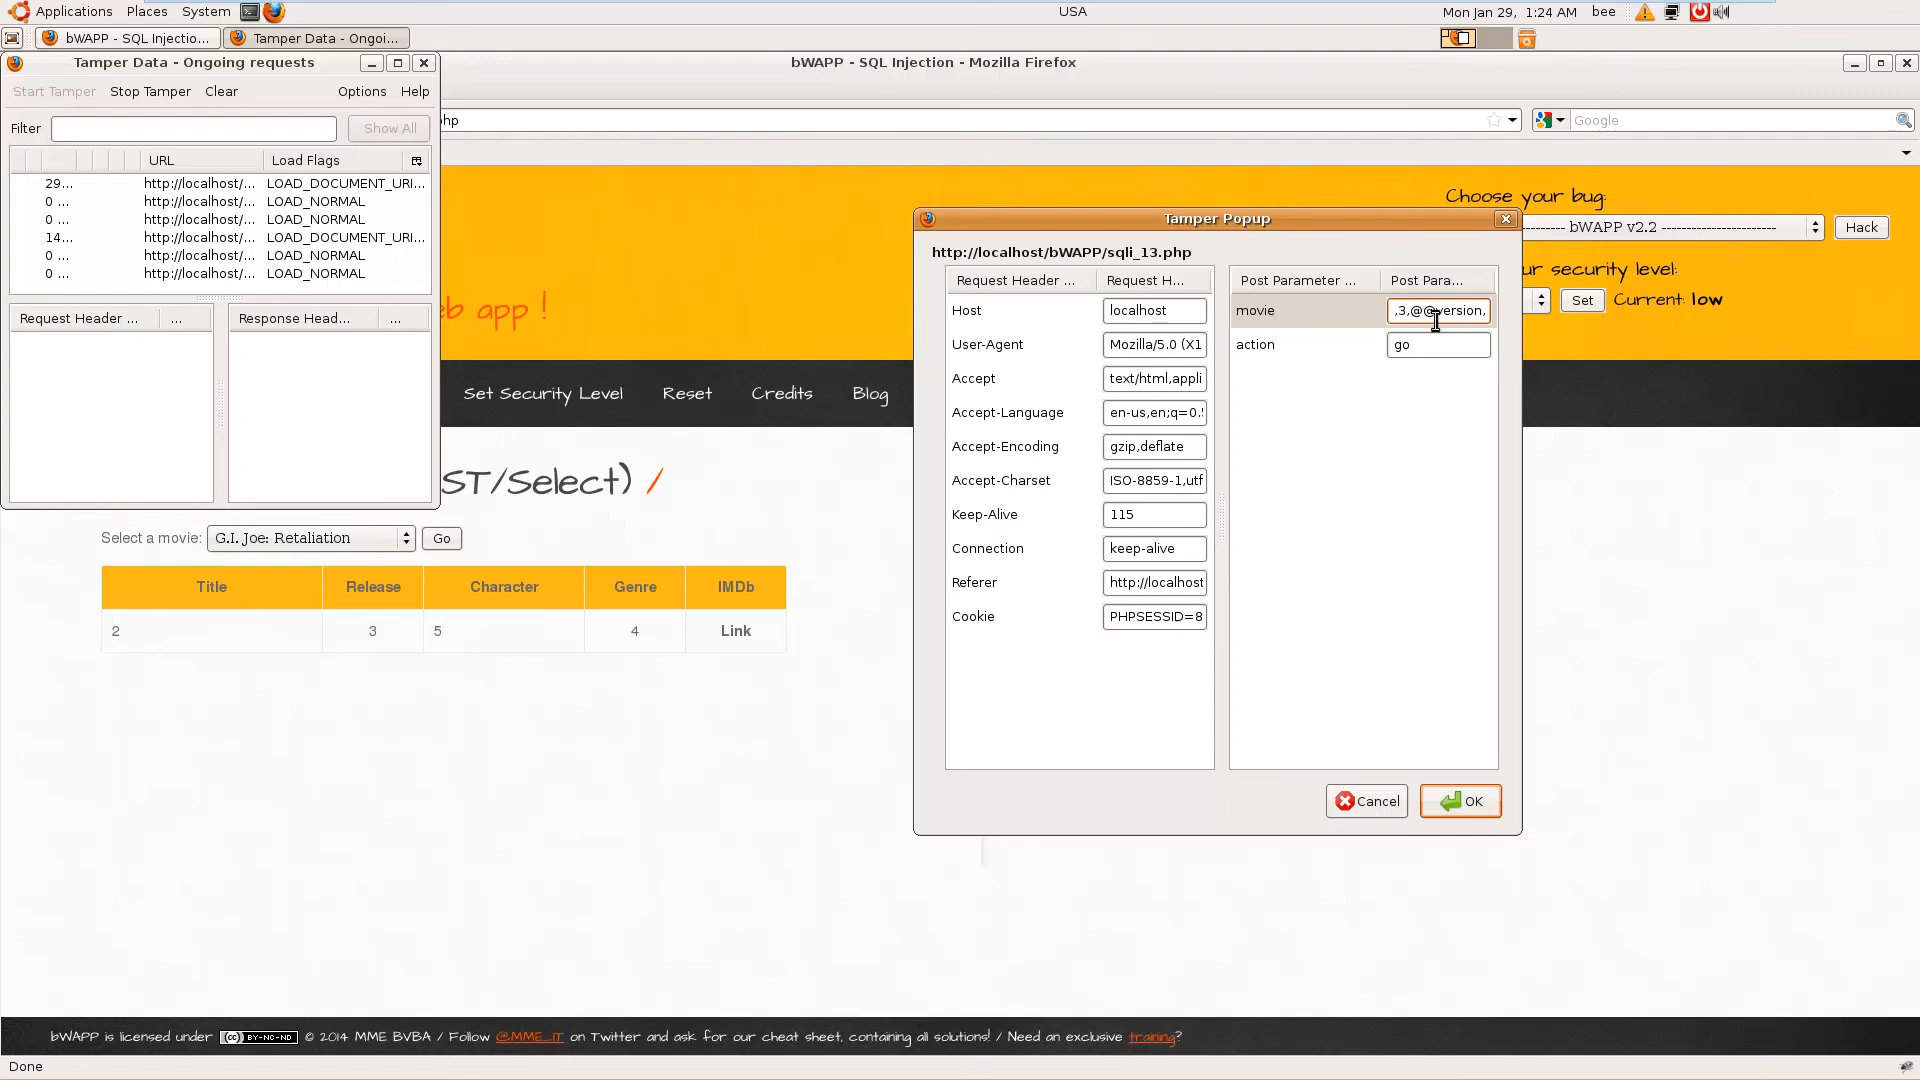 Applications Places System USA Mon Jan 29, 1:24 AM bee
bWAPP - SQL Injectio... Tamper Data - Ongoi...
Tamper Data - Ongoing requests
bWAPP - SQL Injection - Mozilla Firefox
Start Tamper Stop Tamper Clear Options Help
hp
Google
Filter Show All
URL Load Flags
29... http://localhost/... LOAD_DOCUMENT_URI...
0 ... http://localhost/... LOAD_NORMAL
0 ... http://localhost/... LOAD_NORMAL
14... http://localhost/... LOAD_DOCUMENT_URI...
0 ... http://localhost/... LOAD_NORMAL
0 ... http://localhost/... LOAD_NORMAL
Request Header ... ...
Response Head... ...
eb app !
Choose your bug:
--------- bWAPP v2.2 ----------------------- Hack
ur security level:
Set Current: low
Set Security Level Reset Credits Blog
ST/Select) /
Select a movie: G.I. Joe: Retaliation Go
Title Release Character Genre IMDb
2 3 5 4 Link
Tamper Popup
http://localhost/bWAPP/sqli_13.php
Request Header ... Request H... Post Parameter ... Post Para...
Host localhost movie ,3,@@version,
User-Agent Mozilla/5.0 (X1 action go
Accept text/html,appli
Accept-Language en-us,en;q=0.5
Accept-Encoding gzip,deflate
Accept-Charset ISO-8859-1,utf
Keep-Alive 115
Connection keep-alive
Referer http://localhost
Cookie PHPSESSID=8
Cancel OK
bWAPP is licensed under (cc) BY-NC-ND © 2014 MME BVBA / Follow @MME_IT on Twitter and ask for our cheat sheet, containing all solutions! / Need an exclusive training?
Done